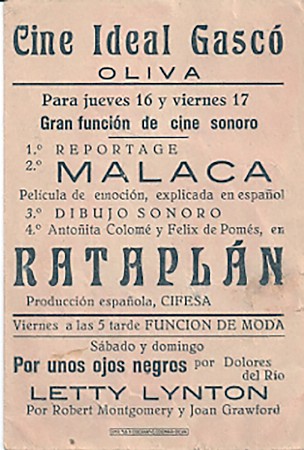 Cine Ideal Gascó
OLIVA
Para jueves 16 y viernes 17
Gran función de cine sonoro
1.º REPORTAGE
2.º MALACA
Película de emoción, explicada en español
3.º DIBUJO SONORO
4.º Antoñita Colomé y Felix de Pomés, en
RATAPLÁN
Producción española, CIFESA
Viernes a las 5 tarde FUNCION DE MODA
Sábado y domingo
Por unos ojos negros por Dolores del Rio
LETTY LYNTON
Por Robert Montgomery y Joan Grawford